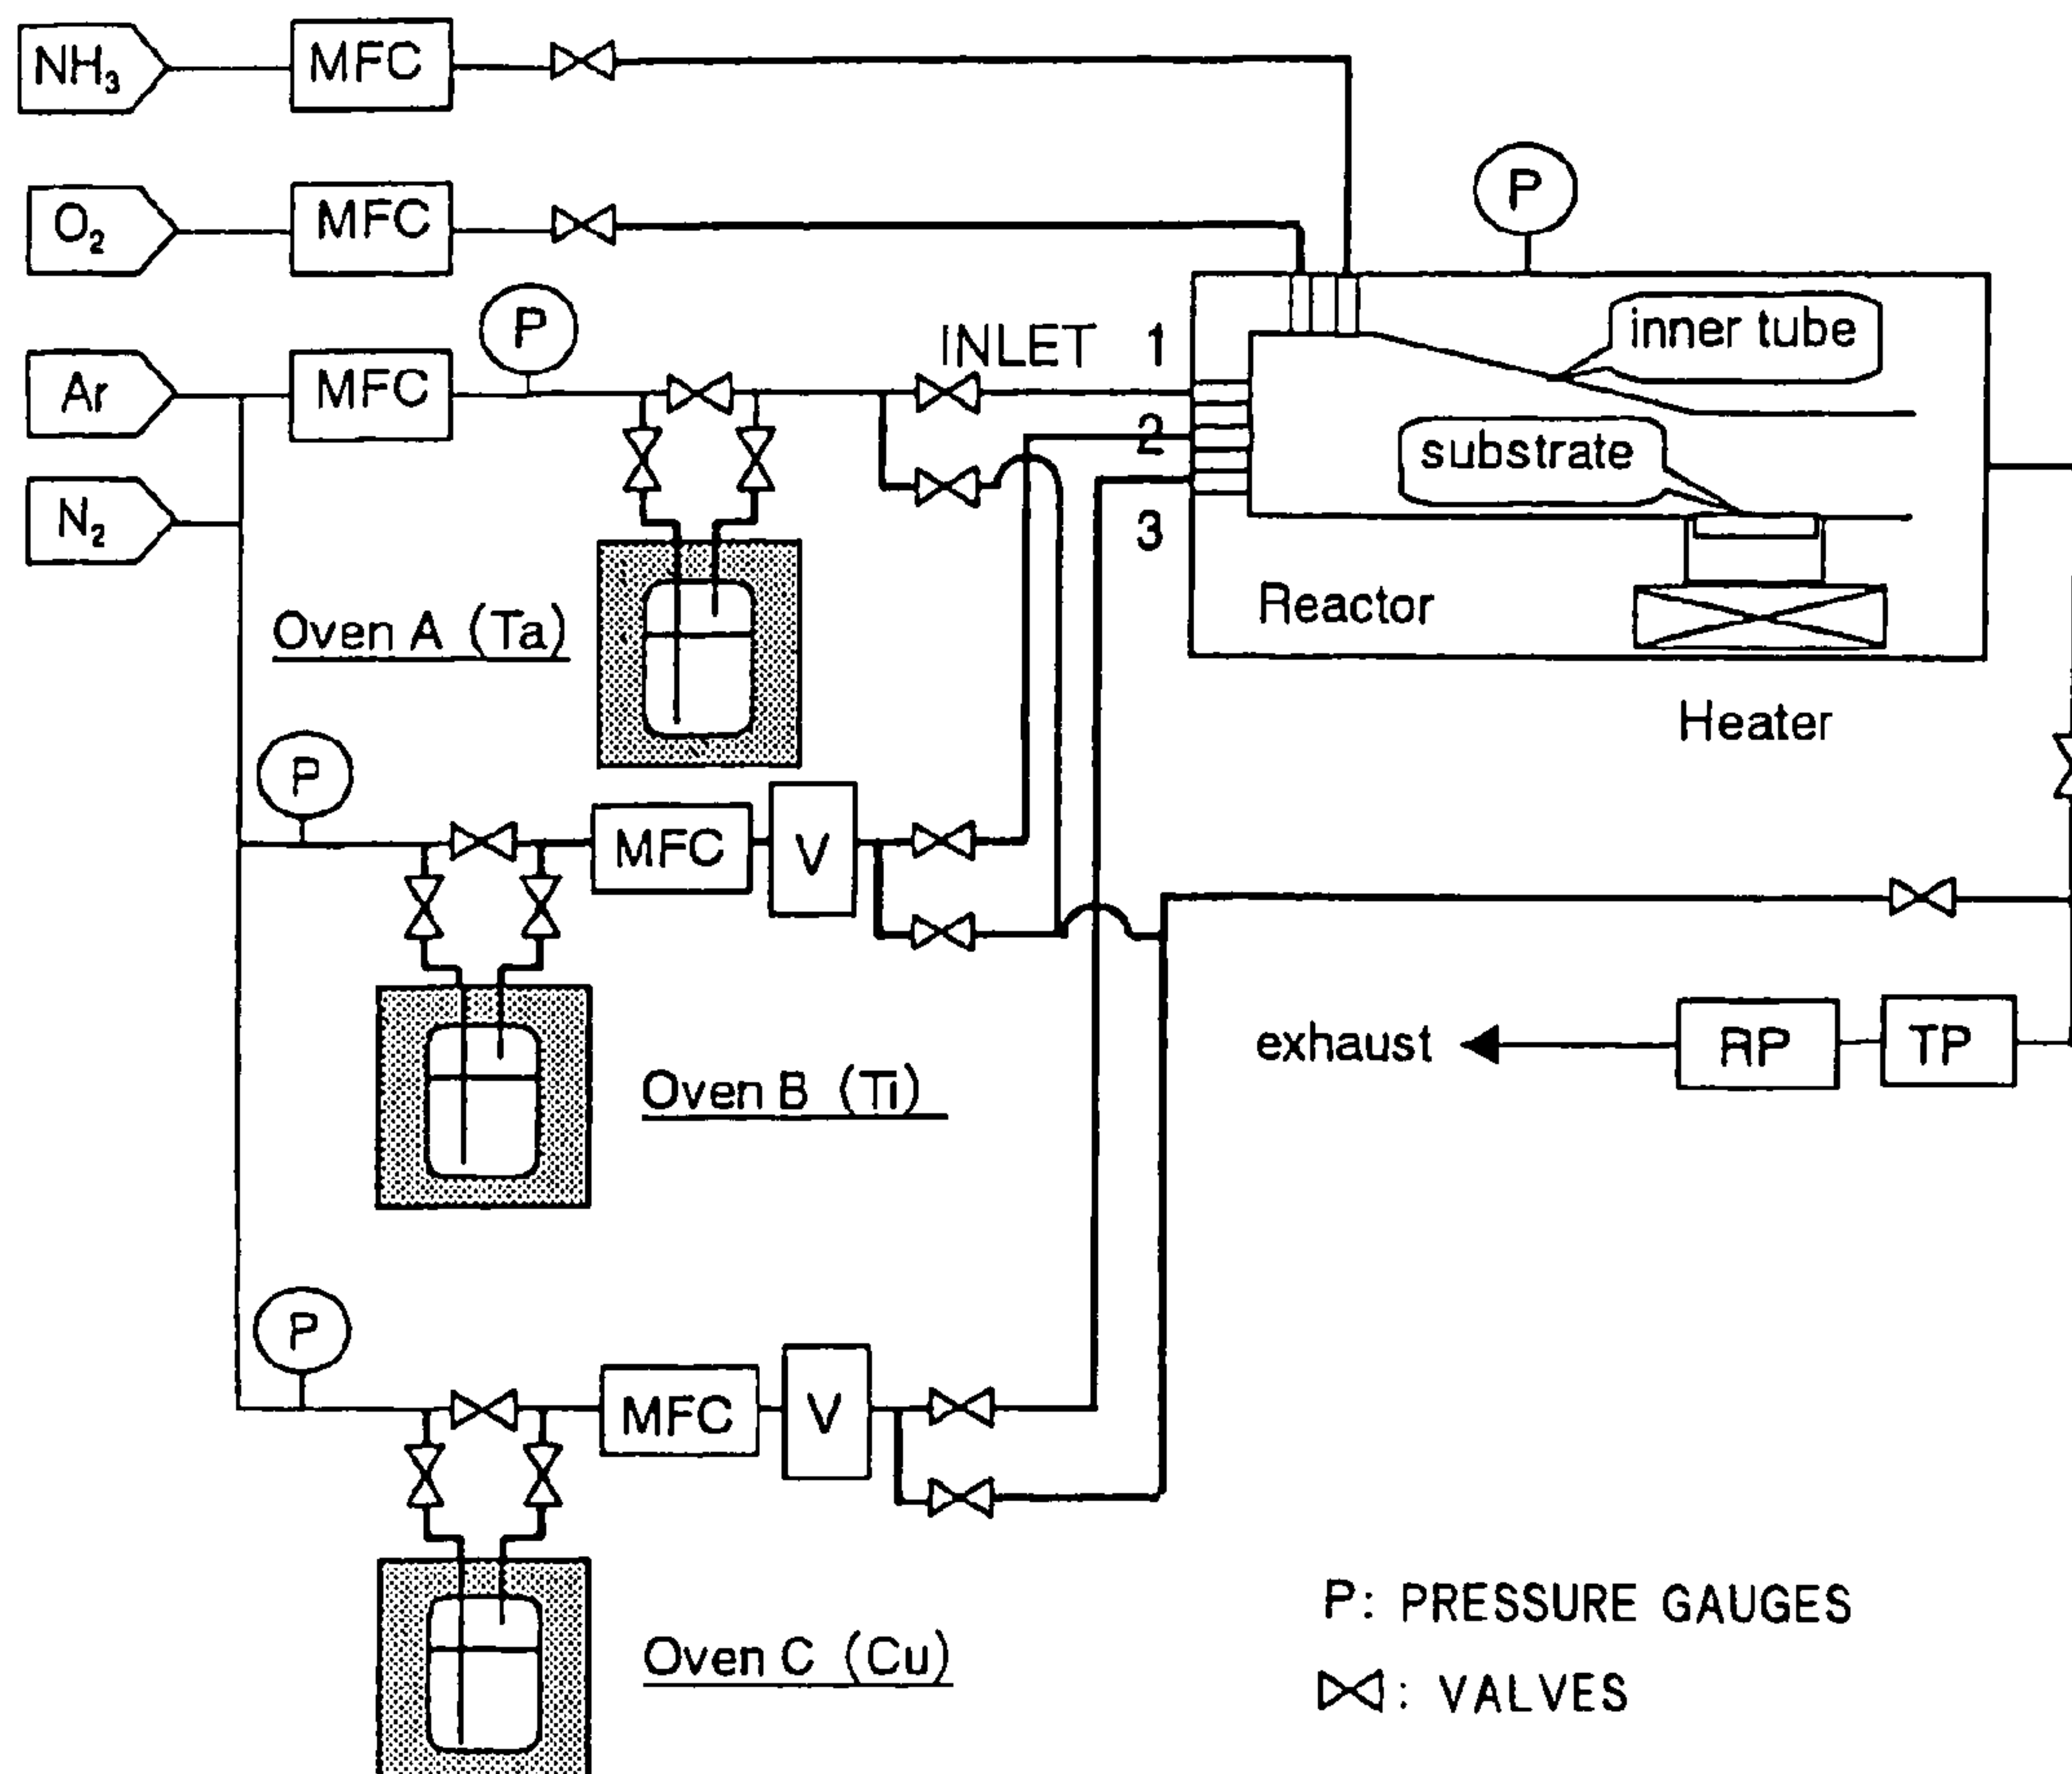 NH₃
MFC
O₂
MFC
P
Ar
MFC
P
INLET 1
inner tube
2
substrate
N₂
3
Reactor
Oven A (Ta)
Heater
P
MFC
V
exhaust
RP
TP
Oven B (Ti)
P
MFC
V
P: PRESSURE GAUGES
Oven C (Cu)
: VALVES